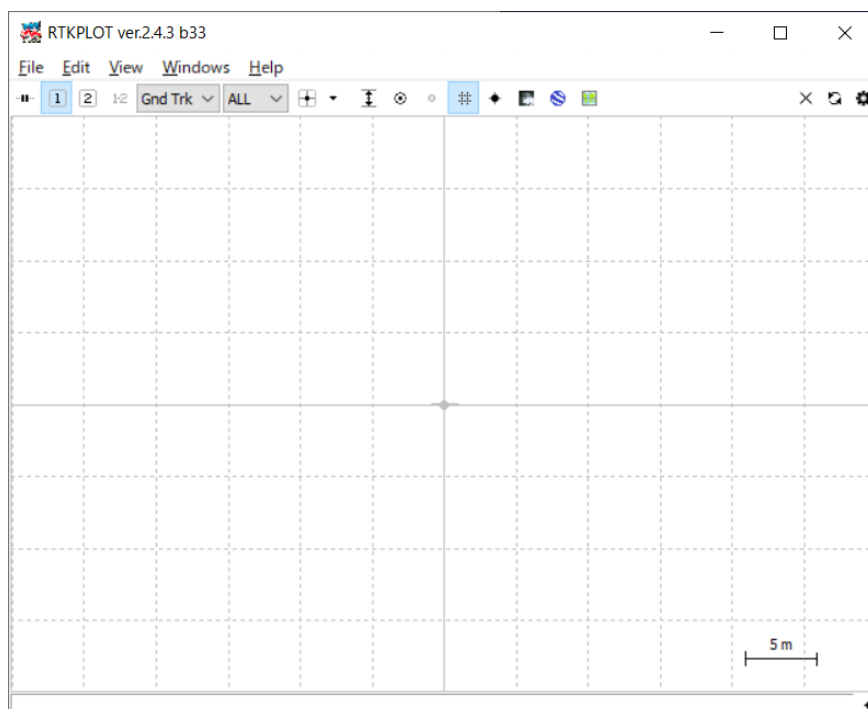 RTKPLOT ver.2.4.3 b33
File Edit View Windows Help
1 2 1-2 Gnd Trk ALL
5 m